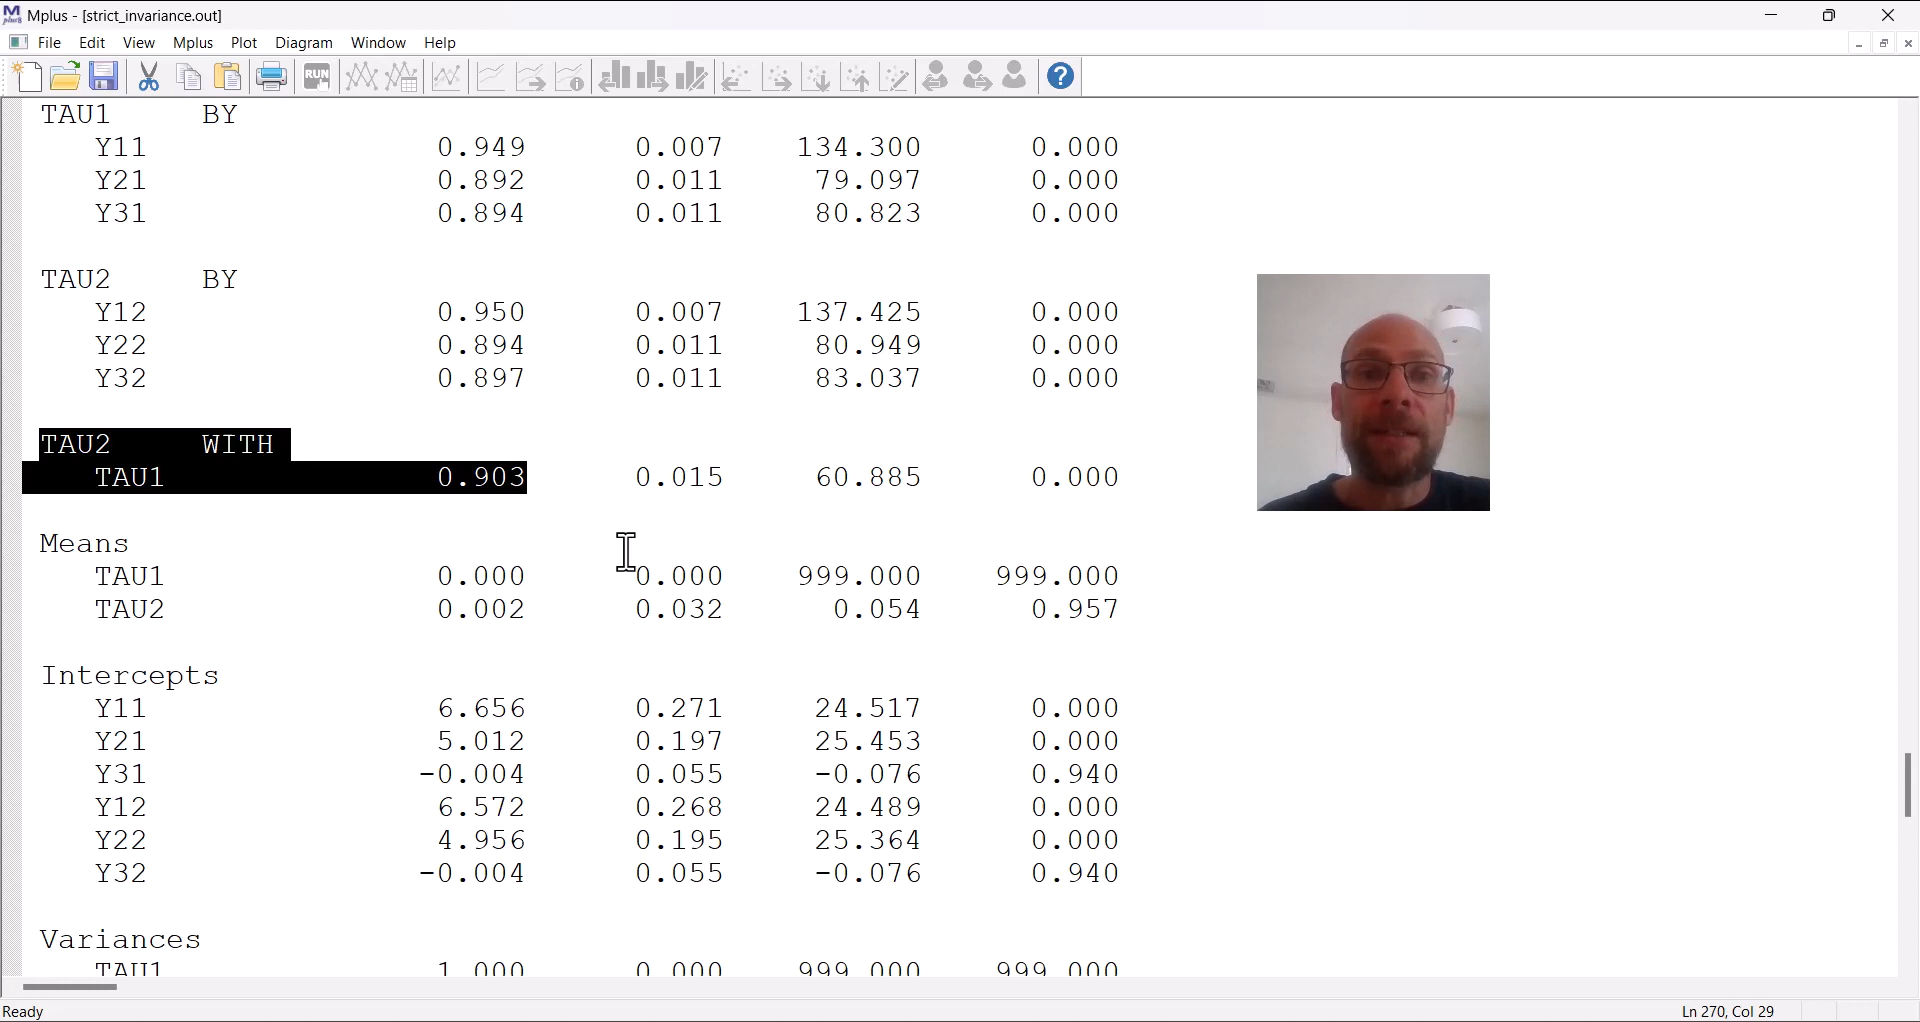 Mplus - [strict_invariance.out]
File Edit View Mplus Plot Diagram Window Help
RUN
TAU1 BY
Y11 0.949 0.007 134.300 0.000
Y21 0.892 0.011 79.097 0.000
Y31 0.894 0.011 80.823 0.000
TAU2 BY
Y12 0.950 0.007 137.425 0.000
Y22 0.894 0.011 80.949 0.000
Y32 0.897 0.011 83.037 0.000
TAU2 WITH
TAU1 0.903 0.015 60.885 0.000
Means
TAU1 0.000 0.000 999.000 999.000
TAU2 0.002 0.032 0.054 0.957
Intercepts
Y11 6.656 0.271 24.517 0.000
Y21 5.012 0.197 25.453 0.000
Y31 -0.004 0.055 -0.076 0.940
Y12 6.572 0.268 24.489 0.000
Y22 4.956 0.195 25.364 0.000
Y32 -0.004 0.055 -0.076 0.940
Variances
TAU1 1.000 0.000 999.000 999.000
Ready Ln 270, Col 29